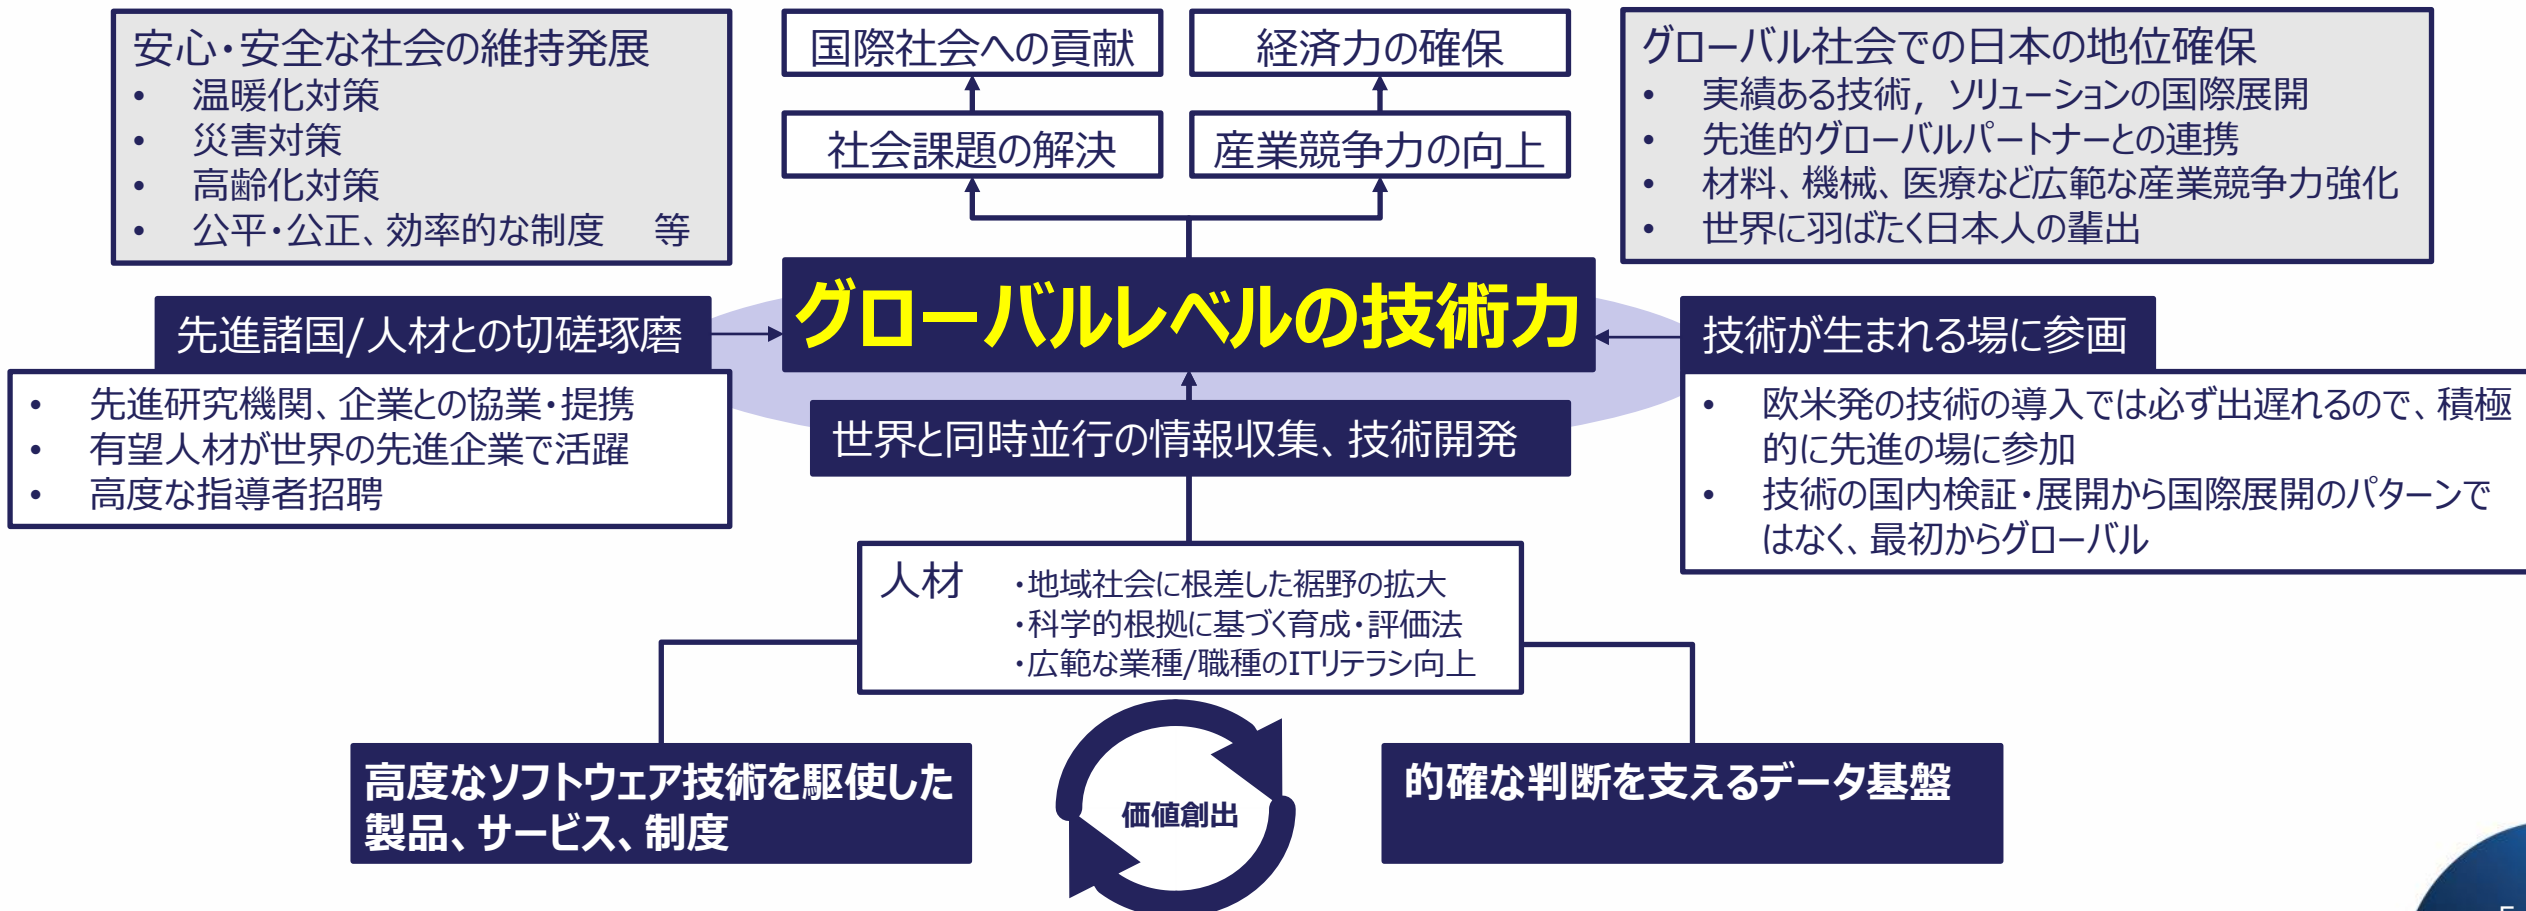 安心・安全な社会の維持発展
• 温暖化対策
• 災害対策
• 高齢化対策
• 公平・公正、効率的な制度　等
国際社会への貢献
経済力の確保
社会課題の解決
産業競争力の向上
グローバル社会での日本の地位確保
• 実績ある技術，ソリューションの国際展開
• 先進的グローバルパートナーとの連携
• 材料、機械、医療など広範な産業競争力強化
• 世界に羽ばたく日本人の輩出
グローバルレベルの技術力
先進諸国/人材との切磋琢磨
• 先進研究機関、企業との協業・提携
• 有望人材が世界の先進企業で活躍
• 高度な指導者招聘
世界と同時並行の情報収集、技術開発
技術が生まれる場に参画
• 欧米発の技術の導入では必ず出遅れるので、積極
的に先進の場に参加
• 技術の国内検証・展開から国際展開のパターンで
はなく、最初からグローバル
人材
・地域社会に根差した裾野の拡大
・科学的根拠に基づく育成・評価法
・広範な業種/職種のITリテラシ向上
高度なソフトウェア技術を駆使した
製品、サービス、制度
価値創出
的確な判断を支えるデータ基盤